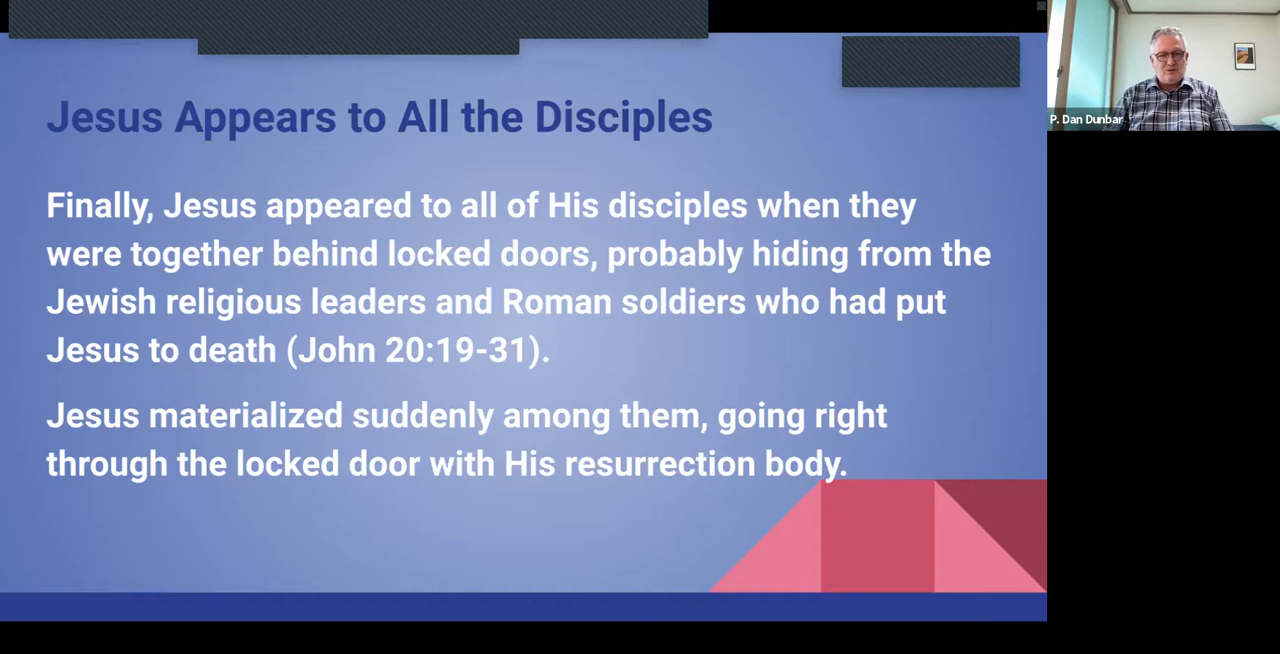 Jesus Appears to All the Disciples
Finally, Jesus appeared to all of His disciples when they
were together behind locked doors, probably hiding from the
Jewish religious leaders and Roman soldiers who had put
Jesus to death (John 20:19-31).
Jesus materialized suddenly among them, going right
through the locked door with His resurrection body.
P. Dan Dunbar